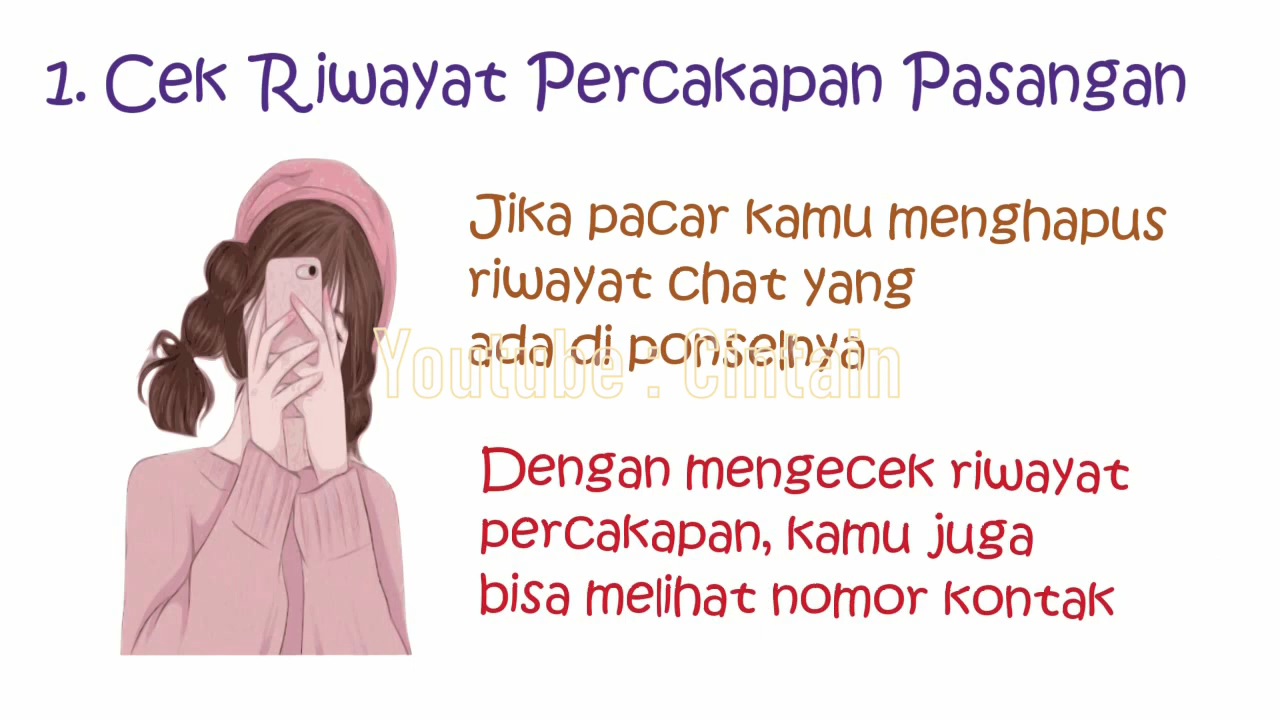 1. Cek Riwayat Percakapan Pasangan
Jika pacar kamu menghapus
riwayat chat yang
ada di ponselnya
Youtube : Cintain
Dengan mengecek riwayat
percakapan, kamu juga
bisa melihat nomor kontak